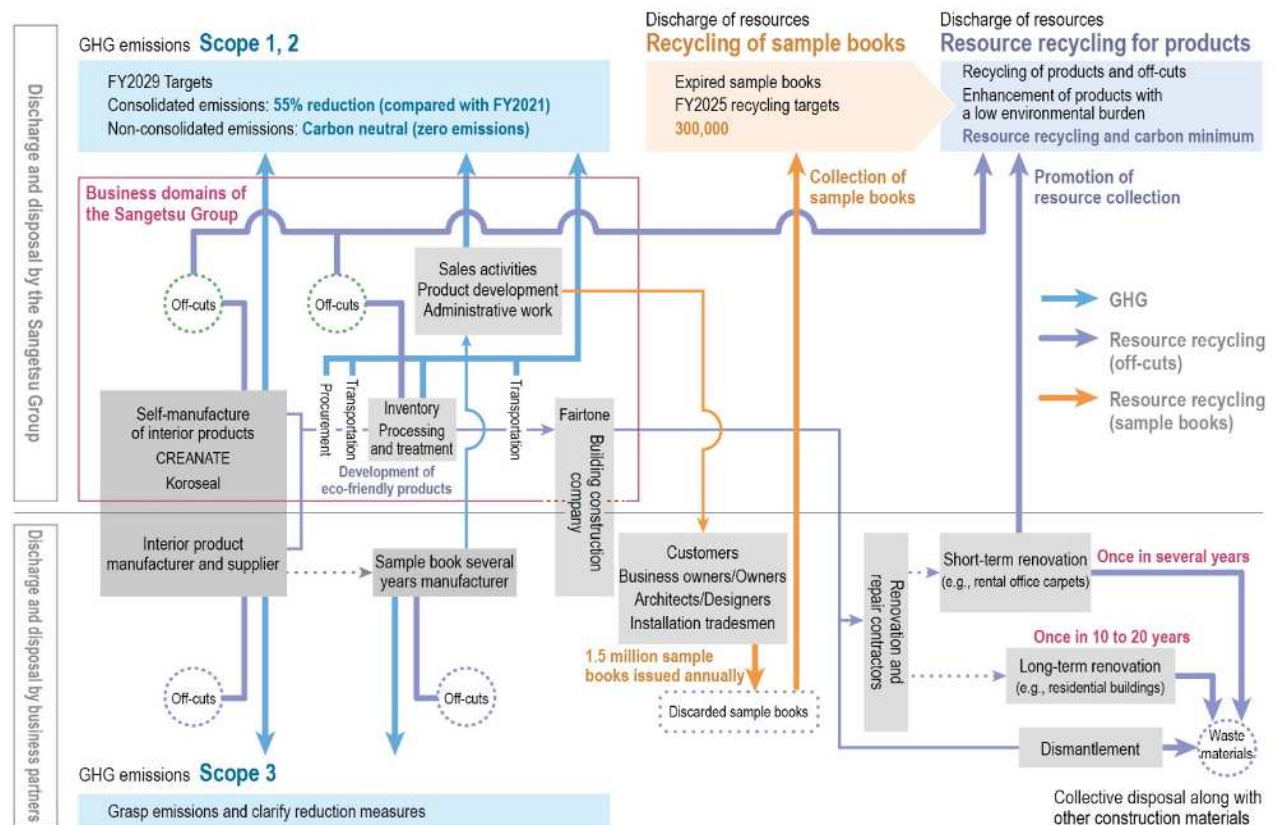 Discharge and disposal by the Sangetsu Group
GHG emissions Scope 1, 2
FY2029 Targets
Consolidated emissions: 55% reduction (compared with FY2021)
Non-consolidated emissions: Carbon neutral (zero emissions)
Discharge of resources
Recycling of sample books
Expired sample books
FY2025 recycling targets
300,000
Discharge of resources
Resource recycling for products
Recycling of products and off-cuts
Enhancement of products with
a low environmental burden
Resource recycling and carbon minimum
Business domains of
the Sangetsu Group
Collection of
sample books
Promotion of
resource collection
Off-cuts
Off-cuts
Sales activities
Product development
Administrative work
GHG
Resource recycling
(off-cuts)
Resource recycling
(sample books)
Self-manufacture
of interior products
CREANATE
Koroseal
Procurement
Transportation
Inventory
Processing
and treatment
Transportation
Development of
eco-friendly products
Fairtone
Building construction
company
Discharge and disposal by business partners
Interior product
manufacturer and supplier
Sample book several
years manufacturer
Customers
Business owners/Owners
Architects/Designers
Installation tradesmen
1.5 million sample
books issued annually
Discarded sample books
Renovation and
repair contractors
Short-term renovation
(e.g., rental office carpets)
Once in several years
Once in 10 to 20 years
Long-term renovation
(e.g., residential buildings)
Dismantlement
Waste
materials
Collective disposal along with
other construction materials
Off-cuts
Off-cuts
GHG emissions Scope 3
Grasp emissions and clarify reduction measures